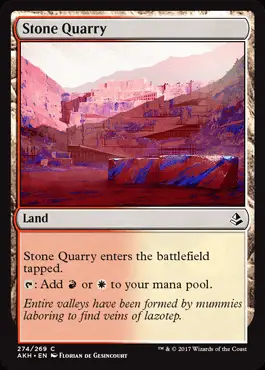 Stone Quarry
Land
Stone Quarry enters the battlefield
tapped.
: Add or to your mana pool.
Entire valleys have been formed by mummies
laboring to find veins of lazotep.
274/269 C
AKH • EN Florian de Gesincourt
™ & © 2017 Wizards of the Coast